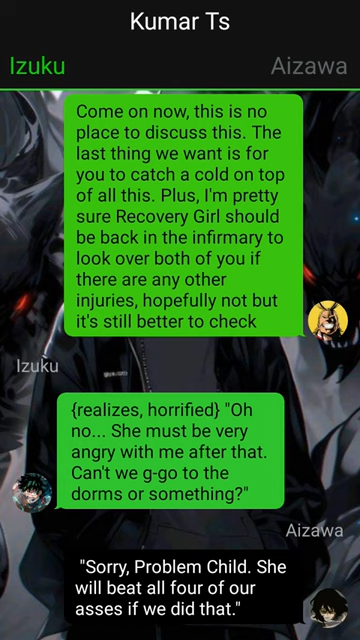 Kumar Ts
Izuku
Aizawa
Come on now, this is no
place to discuss this. The
last thing we want is for
you to catch a cold on top
of all this. Plus, I'm pretty
sure Recovery Girl should
be back in the infirmary to
look over both of you if
there are any other
injuries, hopefully not but
it's still better to check
Izuku
{realizes, horrified} "Oh
no... She must be very
angry with me after that.
Can't we g-go to the
dorms or something?"
Aizawa
"Sorry, Problem Child. She
will beat all four of our
asses if we did that."